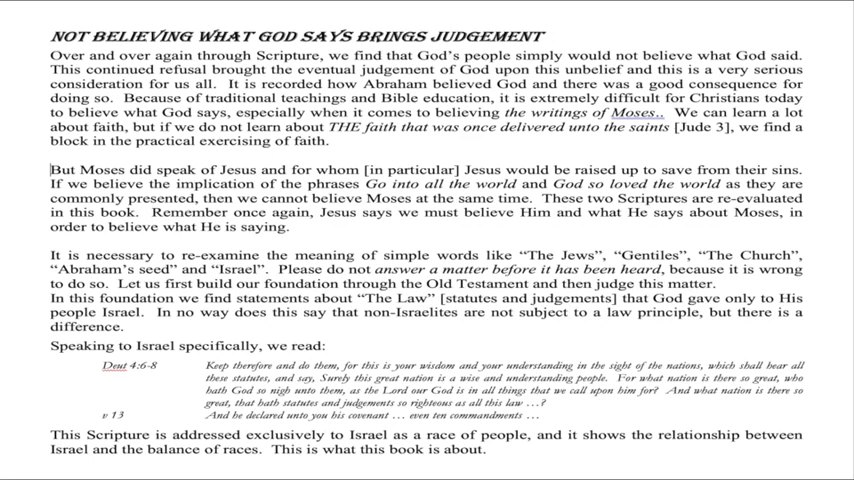 NOT BELIEVING WHAT GOD SAYS BRINGS JUDGEMENT
Over and over again through Scripture, we find that God's people simply would not believe what God said.
This continued refusal brought the eventual judgement of God upon this unbelief and this is a very serious
consideration for us all. It is recorded how Abraham believed God and there was a good consequence for
doing so. Because of traditional teachings and Bible education, it is extremely difficult for Christians today
to believe what God says, especially when it comes to believing the writings of Moses.. We can learn a lot
about faith, but if we do not learn about THE faith that was once delivered unto the saints [Jude 3], we find a
block in the practical exercising of faith.
But Moses did speak of Jesus and for whom [in particular] Jesus would be raised up to save from their sins.
If we believe the implication of the phrases Go into all the world and God so loved the world as they are
commonly presented, then we cannot believe Moses at the same time. These two Scriptures are re-evaluated
in this book. Remember once again, Jesus says we must believe Him and what He says about Moses, in
order to believe what He is saying.
It is necessary to re-examine the meaning of simple words like "The Jews", "Gentiles", "The Church",
"Abraham's seed" and "Israel". Please do not answer a matter before it has been heard, because it is wrong
to do so. Let us first build our foundation through the Old Testament and then judge this matter.
In this foundation we find statements about "The Law" [statutes and judgements] that God gave only to His
people Israel. In no way does this say that non-Israelites are not subject to a law principle, but there is a
difference.
Speaking to Israel specifically, we read:
Deut 4:6-8 Keep therefore and do them, for this is your wisdom and your understanding in the sight of the nations, which shall hear all
these statutes, and say, Surely this great nation is a wise and understanding people. For what nation is there so great, who
hath God so nigh unto them, as the Lord our God is in all things that we call upon him for? And what nation is there so
great, that hath statutes and judgements so righteous as all this law …?
v 13 And he declared unto you his covenant … even ten commandments …
This Scripture is addressed exclusively to Israel as a race of people, and it shows the relationship between
Israel and the balance of races. This is what this book is about.